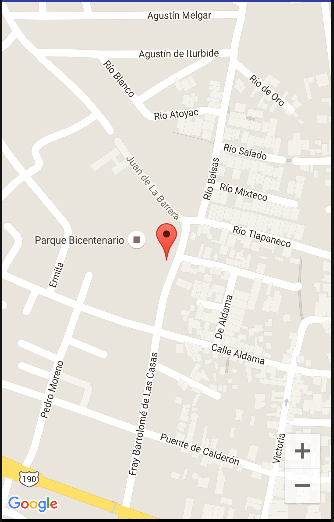 Agustín Melgar
Agustín de Iturbide
Río Blanco
Río de Oro
Río Atoyac
Río Salado
Juan de La Barrera
Río Balsas
Río Mixteco
Parque Bicentenario
Río Tlapaneco
Ermita
De Aldama
Calle Aldama
Pedro Moreno
Fray Bartolomé de Las Casas
Victoria
Puente de Calderón
190
Google
+
−